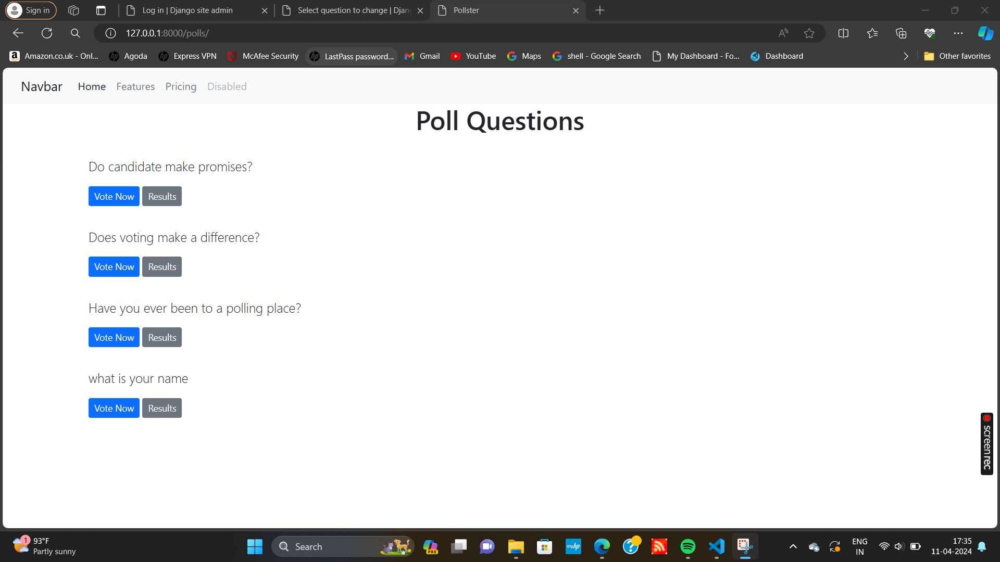 Sign in
Log in | Django site admin
Select question to change | Djan
Pollster
127.0.0.1:8000/polls/
Amazon.co.uk - Onl...
Agoda
Express VPN
McAfee Security
LastPass password...
Gmail
YouTube
Maps
shell - Google Search
My Dashboard - Fo...
Dashboard
Other favorites
Navbar
Home
Features
Pricing
Disabled
Poll Questions
Do candidate make promises?
Vote Now Results
Does voting make a difference?
Vote Now Results
Have you ever been to a polling place?
Vote Now Results
what is your name
Vote Now Results
screenrec
1
93°F
Partly sunny
Search
PRE
myhp
ENG
IN
17:35
11-04-2024